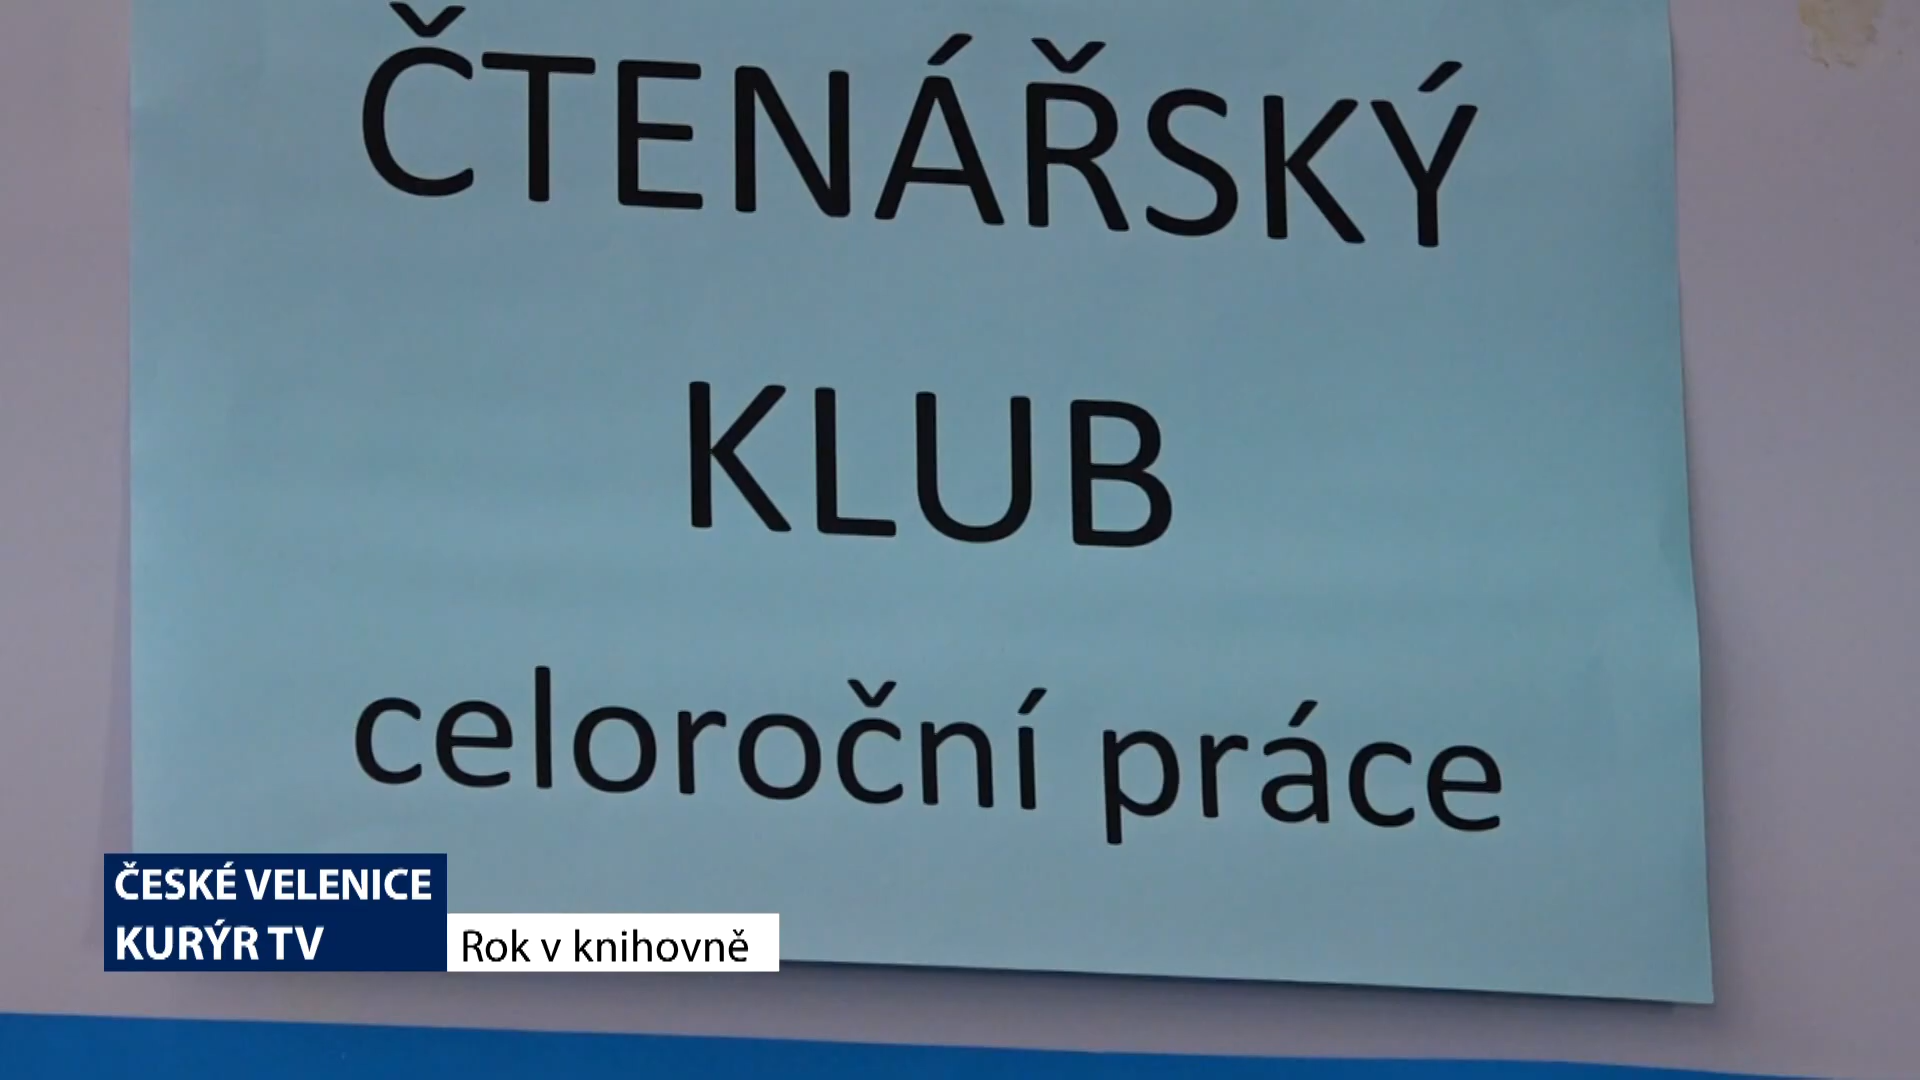 ČTENÁŘSKÝ
KLUB
celoroční práce
ČESKÉ VELENICE
KURÝR TV
Rok v knihovně